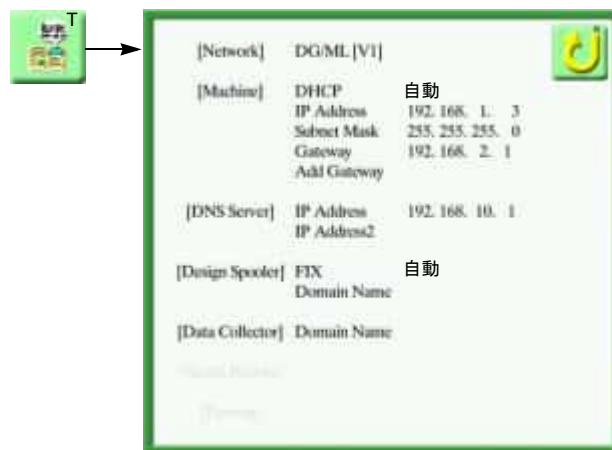 T
[Network] DG/ML [V1]
[Machine] DHCP 自動
IP Address 192. 168. 1. 3
Subnet Mask 255. 255. 255. 0
Gateway 192. 168. 2. 1
Add Gateway
[DNS Server] IP Address 192. 168. 10. 1
IP Address2
[Design Spooler] FIX 自動
Domain Name
[Data Collector] Domain Name